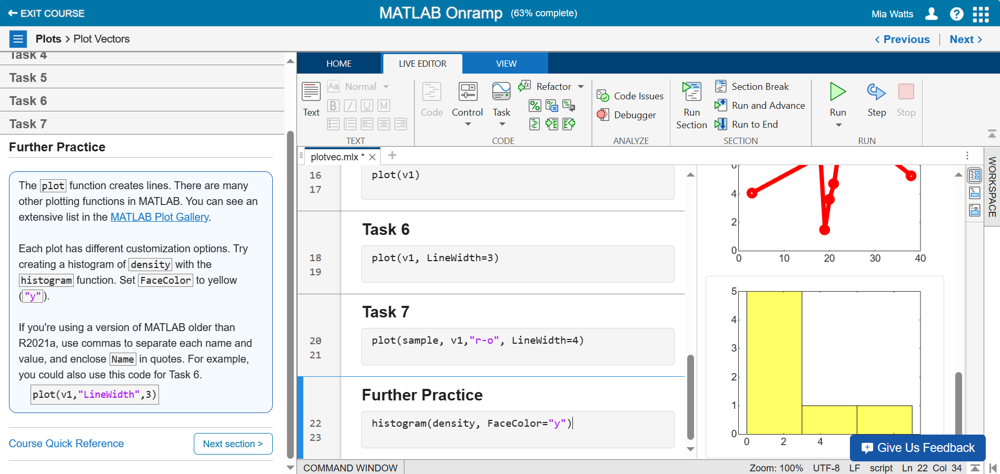 EXIT COURSE
MATLAB Onramp (63% complete)
Mia Watts
Plots > Plot Vectors
< Previous
Next >
Task 4
Task 5
Task 6
Task 7
Further Practice
The plot function creates lines. There are many
other plotting functions in MATLAB. You can see an
extensive list in the MATLAB Plot Gallery.
Each plot has different customization options. Try
creating a histogram of density with the
histogram function. Set FaceColor to yellow
("y").
If you're using a version of MATLAB older than
R2021a, use commas to separate each name and
value, and enclose Name in quotes. For example,
you could also use this code for Task 6.
plot(v1,"LineWidth",3)
Course Quick Reference
Next section >
HOME
LIVE EDITOR
VIEW
Text
Aa Normal
B I U M
TEXT
Code
Control
Task
Refactor
CODE
Code Issues
Debugger
ANALYZE
Run
Section
Section Break
Run and Advance
Run to End
SECTION
Run
Step
Stop
RUN
plotvec.mlx *
WORKSPACE
16 plot(v1)
17
Task 6
18 plot(v1, LineWidth=3)
19
Task 7
20 plot(sample, v1,"r-o", LineWidth=4)
21
Further Practice
22 histogram(density, FaceColor="y")
23
6
4
2
0
0 10 20 30 40
5
4
3
2
1
0
0 2 4
Give Us Feedback
COMMAND WINDOW
Zoom: 100% UTF-8 LF script Ln 22 Col 34